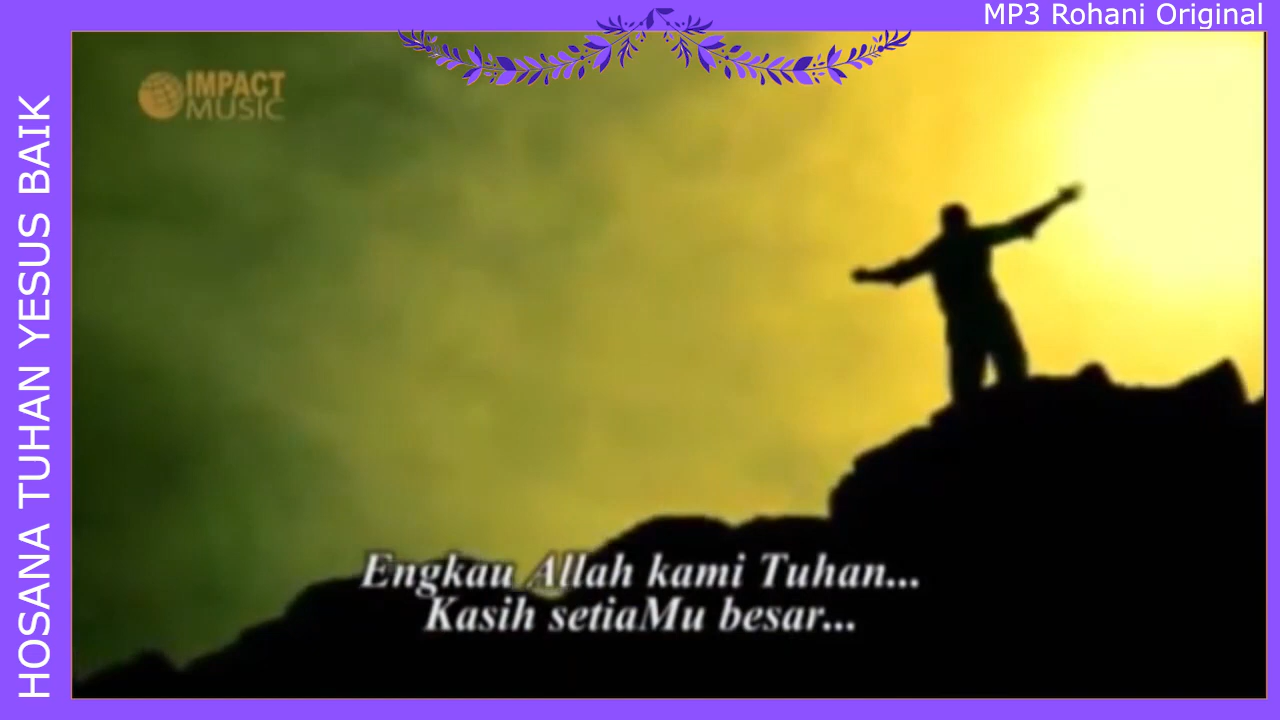 MP3 Rohani Original
IMPACT
MUSIC
HOSANA TUHAN YESUS BAIK
Engkau Allah kami Tuhan...
Kasih setiaMu besar...